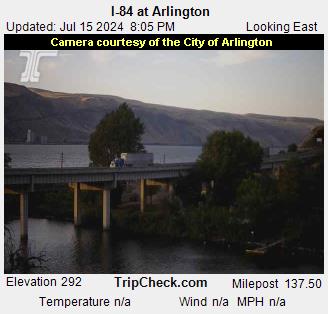 I-84 at Arlington
Updated: Jul 15 2024 8:05 PM Looking East
Camera courtesy of the City of Arlington
Elevation 292 TripCheck.com Milepost 137.50
Temperature n/a Wind n/a MPH n/a